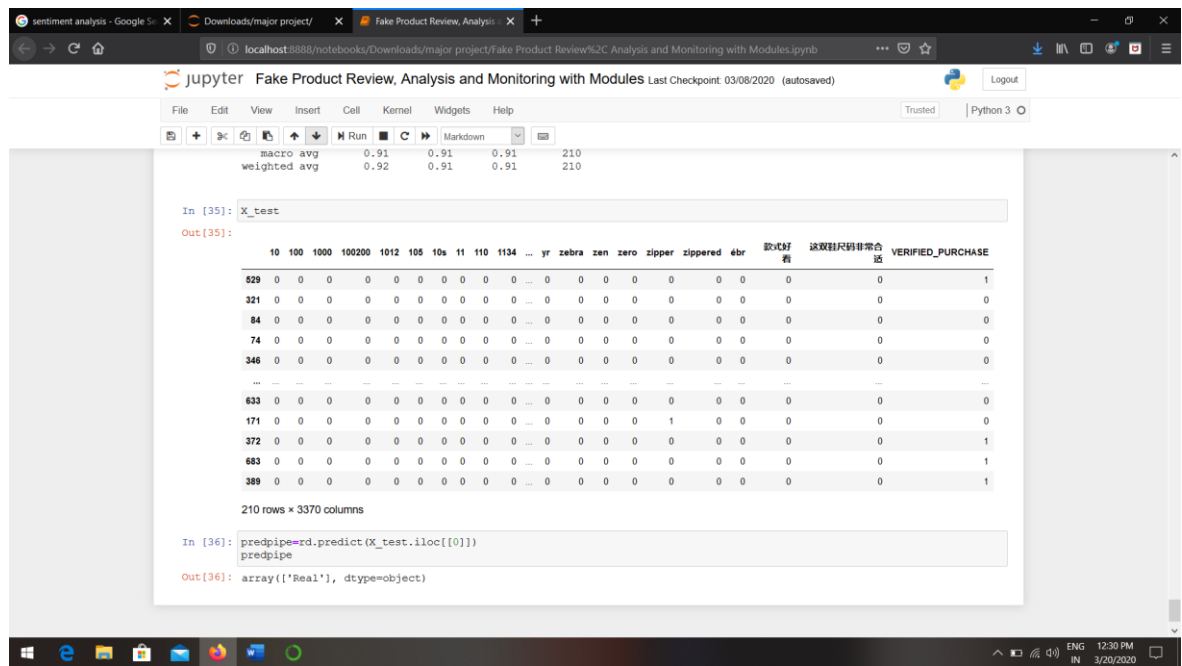 sentiment analysis - Google Se
Downloads/major project/
Fake Product Review, Analysis a
localhost:8888/notebooks/Downloads/major project/Fake Product Review%2C Analysis and Monitoring with Modules.ipynb
jupyter Fake Product Review, Analysis and Monitoring with Modules Last Checkpoint: 03/08/2020 (autosaved)
Logout
File Edit View Insert Cell Kernel Widgets Help
Trusted Python 3
Run Markdown
macro avg 0.91 0.91 0.91 210
weighted avg 0.92 0.91 0.91 210
In [35]: X_test
Out[35]:
10 100 1000 100200 1012 105 10s 11 110 1134 ... yr zebra zen zero zipper zippered ébr 款式好看 这双鞋尺码非常合适 VERIFIED_PURCHASE
529 0 0 0 0 0 0 0 0 0 0 ... 0 0 0 0 0 0 0 0 0 1
321 0 0 0 0 0 0 0 0 0 0 ... 0 0 0 0 0 0 0 0 0 0
84 0 0 0 0 0 0 0 0 0 0 ... 0 0 0 0 0 0 0 0 0 0
74 0 0 0 0 0 0 0 0 0 0 ... 0 0 0 0 0 0 0 0 0 0
346 0 0 0 0 0 0 0 0 0 0 ... 0 0 0 0 0 0 0 0 0 0
... ... ... ... ... ... ... ... ... ... ... ... ... ... ... ... ... ... ... ... ... ...
633 0 0 0 0 0 0 0 0 0 0 ... 0 0 0 0 0 0 0 0 0 0
171 0 0 0 0 0 0 0 0 0 0 ... 0 0 0 0 1 0 0 0 0 0
372 0 0 0 0 0 0 0 0 0 0 ... 0 0 0 0 0 0 0 0 0 1
683 0 0 0 0 0 0 0 0 0 0 ... 0 0 0 0 0 0 0 0 0 1
389 0 0 0 0 0 0 0 0 0 0 ... 0 0 0 0 0 0 0 0 0 1
210 rows × 3370 columns
In [36]: predpipe=rd.predict(X_test.iloc[[0]])
predpipe
Out[36]: array(['Real'], dtype=object)
ENG 12:30 PM
IN 3/20/2020